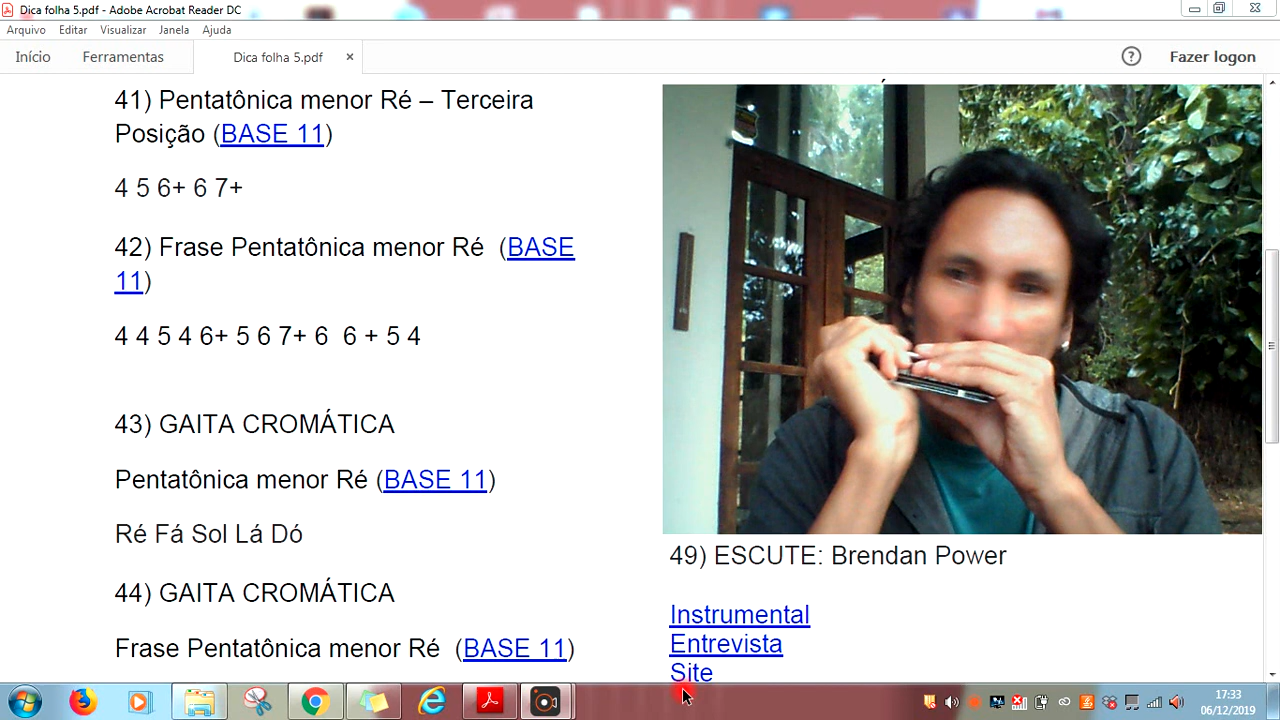 Dica folha 5.pdf - Adobe Acrobat Reader DC
Arquivo Editar Visualizar Janela Ajuda
Início Ferramentas Dica folha 5.pdf × ? Fazer logon
41) Pentatônica menor Ré – Terceira
Posição (BASE 11)
4 5 6+ 6 7+
42) Frase Pentatônica menor Ré (BASE
11)
4 4 5 4 6+ 5 6 7+ 6 6 + 5 4
43) GAITA CROMÁTICA
Pentatônica menor Ré (BASE 11)
Ré Fá Sol Lá Dó
44) GAITA CROMÁTICA
Frase Pentatônica menor Ré (BASE 11)
49) ESCUTE: Brendan Power
Instrumental
Entrevista
Site
17:33
06/12/2019